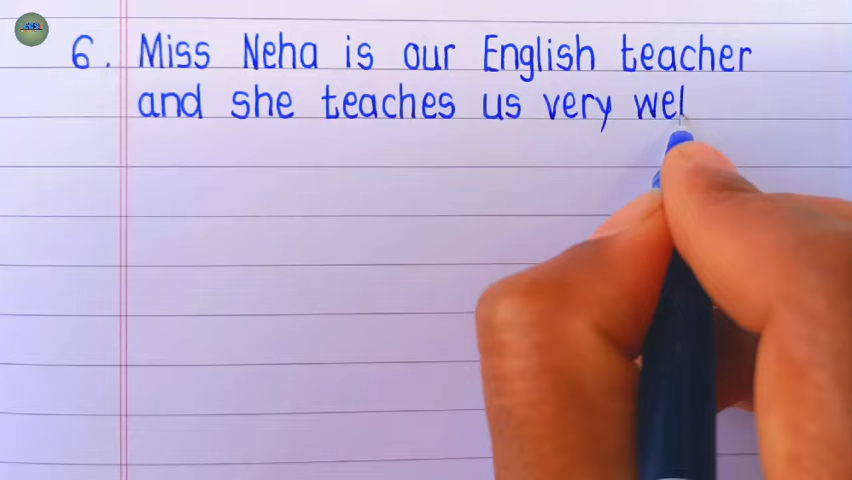 6. Miss Neha is our English teacher
and she teaches us very wel